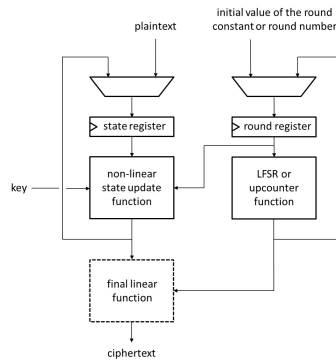 plaintext
initial value of the round
constant or round number
state register
round register
key
non-linear
state update
function
LFSR or
upcounter
function
final linear
function
ciphertext